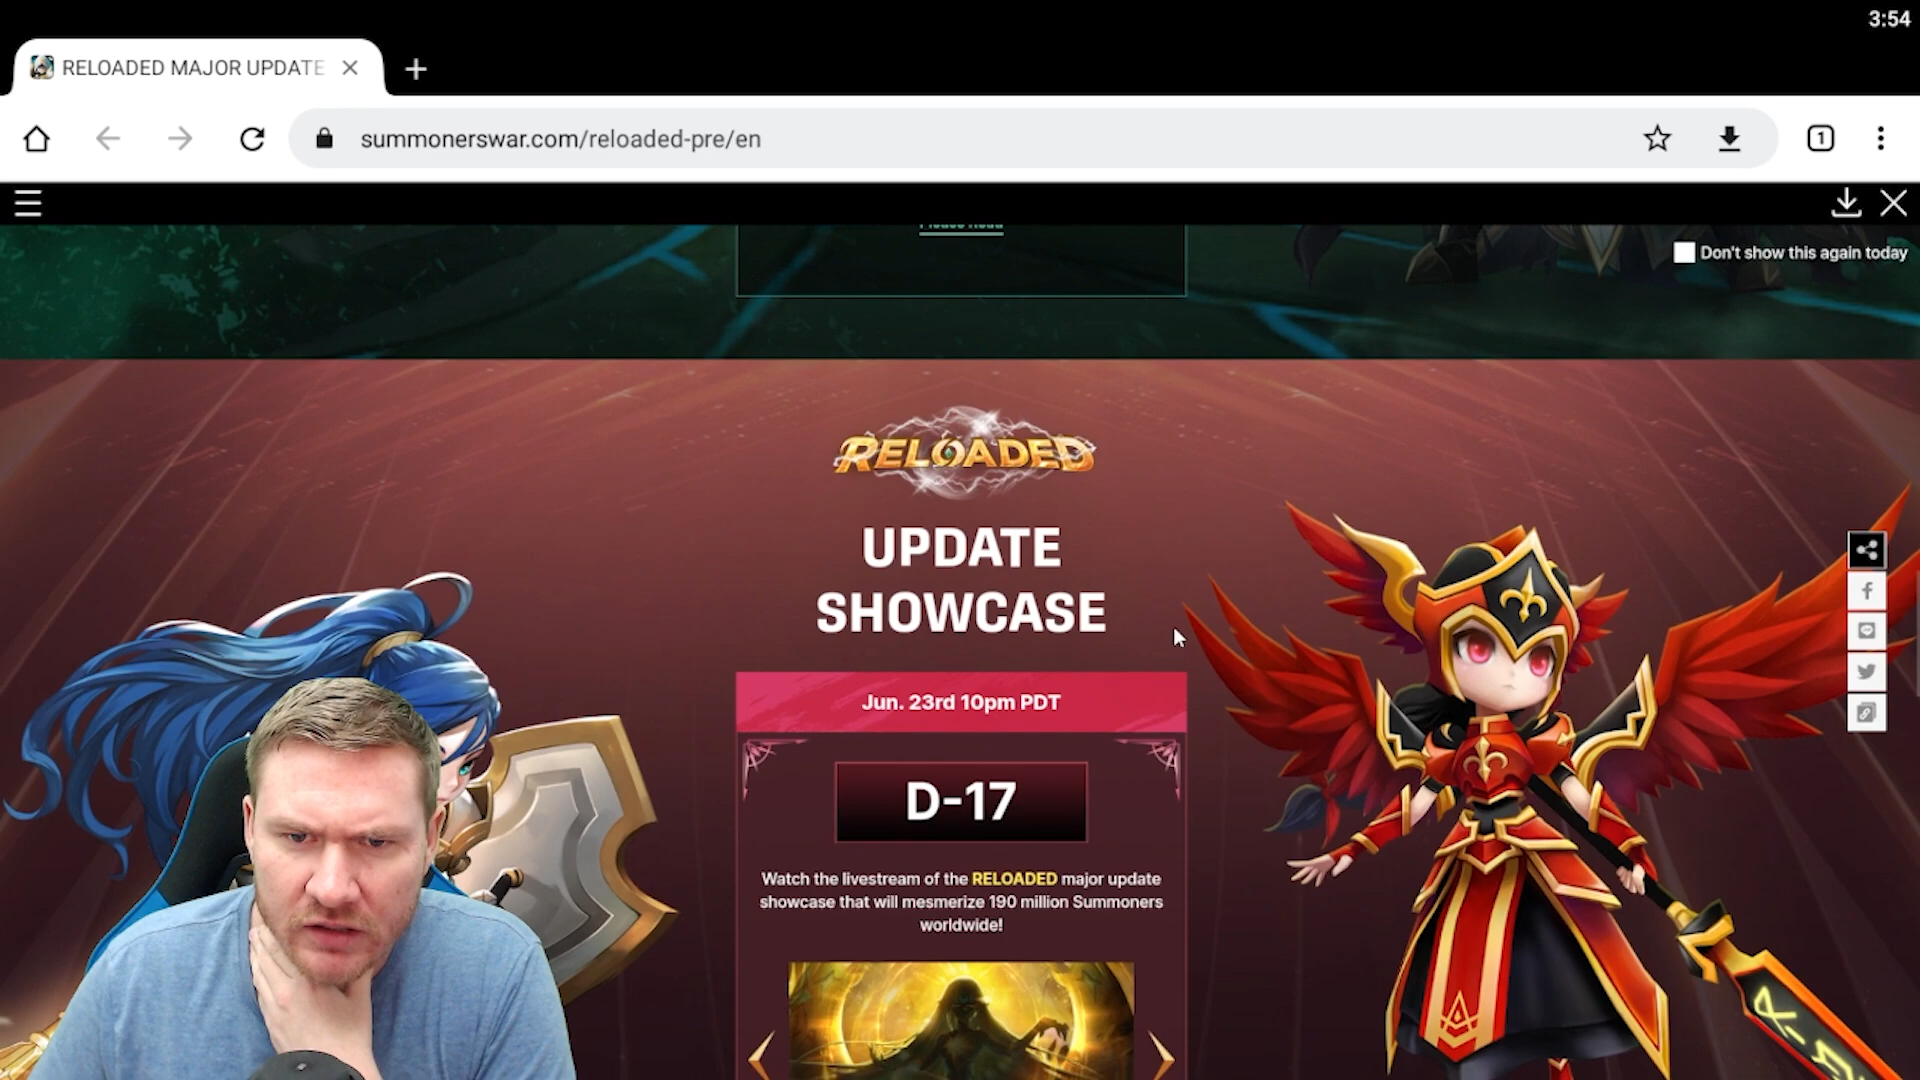 3:54
RELOADED MAJOR UPDATE
summonerswar.com/reloaded-pre/en
1
Don't show this again today
RELOADED
UPDATE
SHOWCASE
Jun. 23rd 10pm PDT
D-17
Watch the livestream of the RELOADED major update
showcase that will mesmerize 190 million Summoners
worldwide!